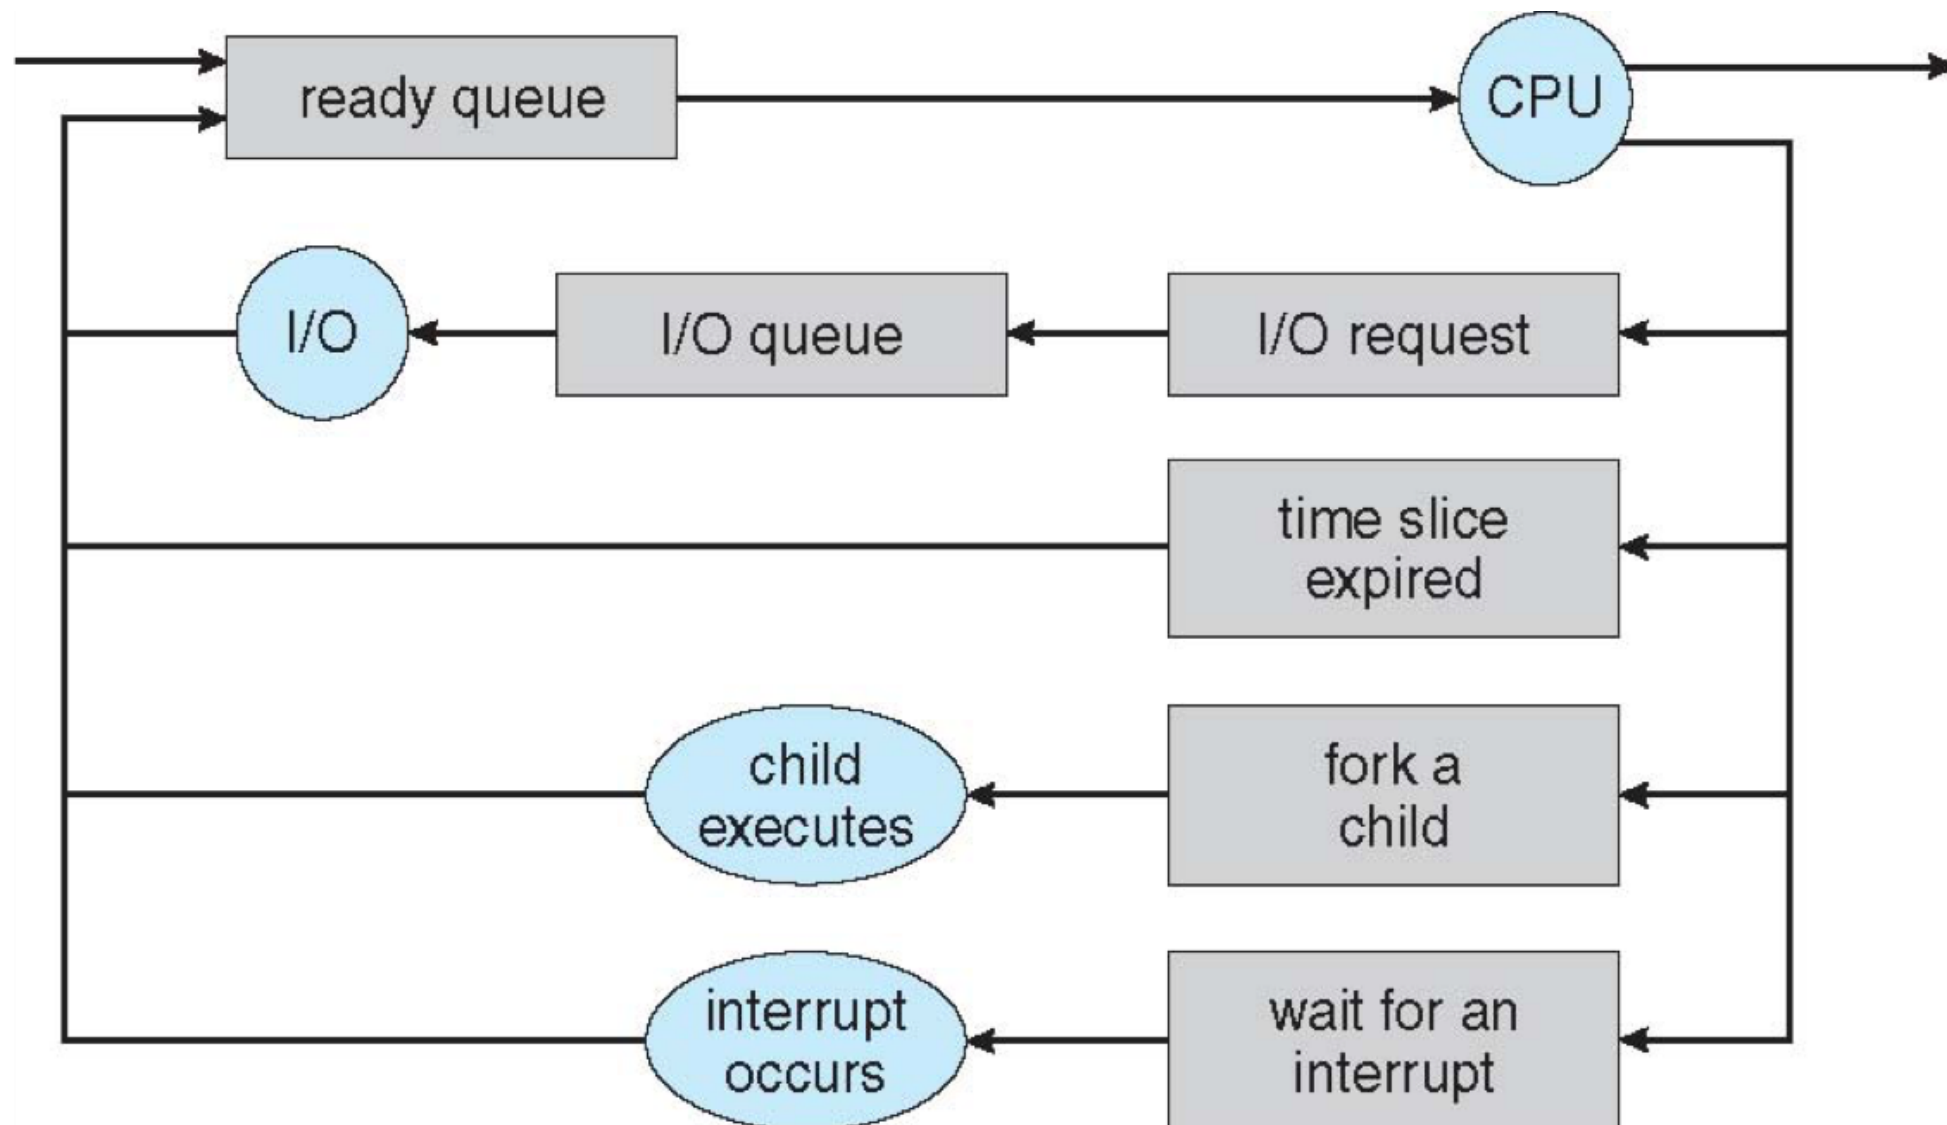 ready queue
CPU
I/O
I/O queue
I/O request
time slice
expired
child
executes
fork a
child
interrupt
occurs
wait for an
interrupt